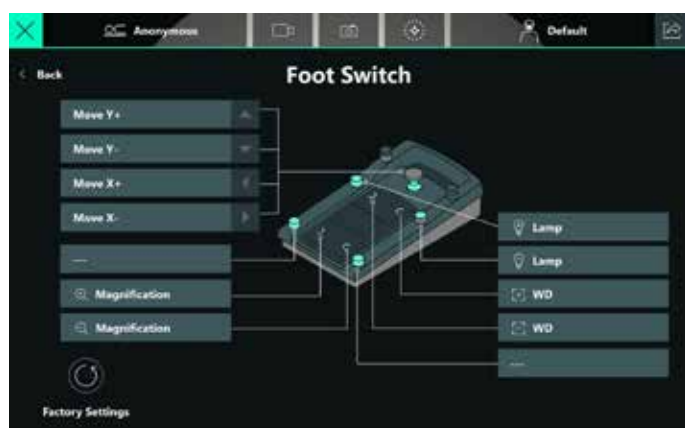 Anonymous
Default
Back
Foot Switch
Move Y+
Move Y-
Move X+
Move X-
---
Magnification
Magnification
Lamp
Lamp
WD
WD
---
Factory Settings